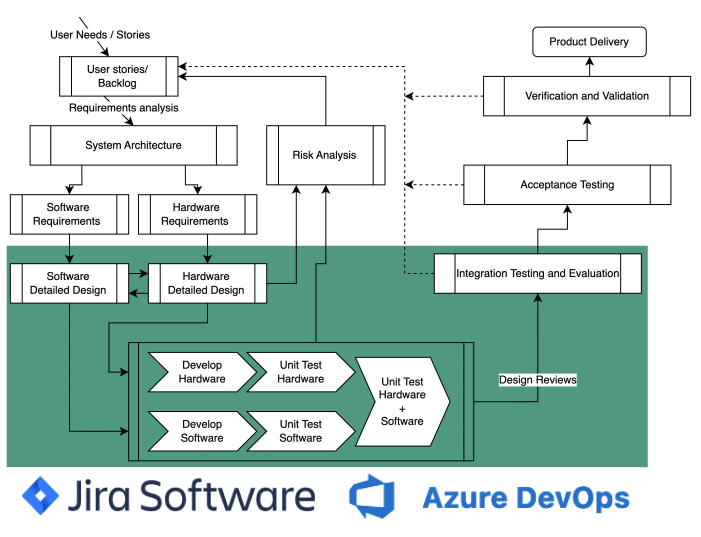 User Needs / Stories
Product Delivery
User stories/
Backlog
Verification and Validation
Requirements analysis
System Architecture
Risk Analysis
Acceptance Testing
Software
Requirements
Hardware
Requirements
Software
Detailed Design
Hardware
Detailed Design
Integration Testing and Evaluation
Develop
Hardware
Unit Test
Hardware
Unit Test
Hardware
+
Software
Design Reviews
Develop
Software
Unit Test
Software
Jira Software
Azure DevOps